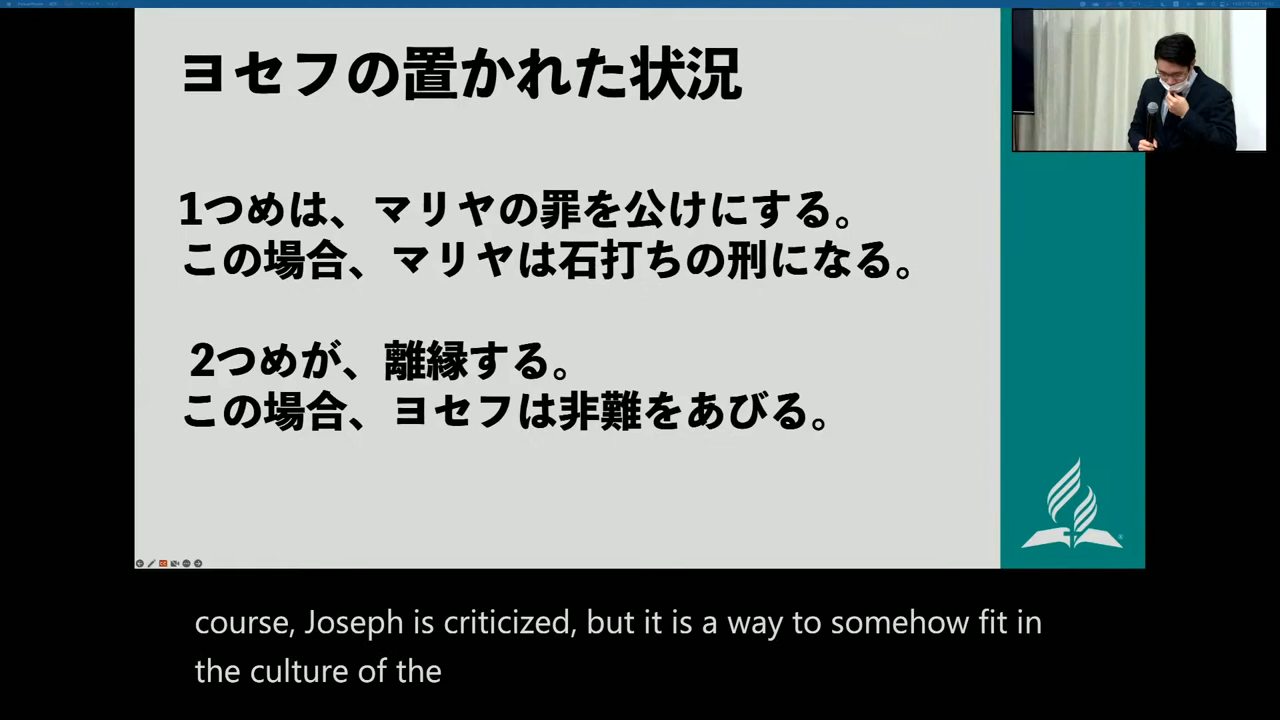 ヨセフの置かれた状況
1つめは、マリヤの罪を公けにする。
この場合、マリヤは石打ちの刑になる。
2つめが、離縁する。
この場合、ヨセフは非難をあびる。
course, Joseph is criticized, but it is a way to somehow fit in
the culture of the